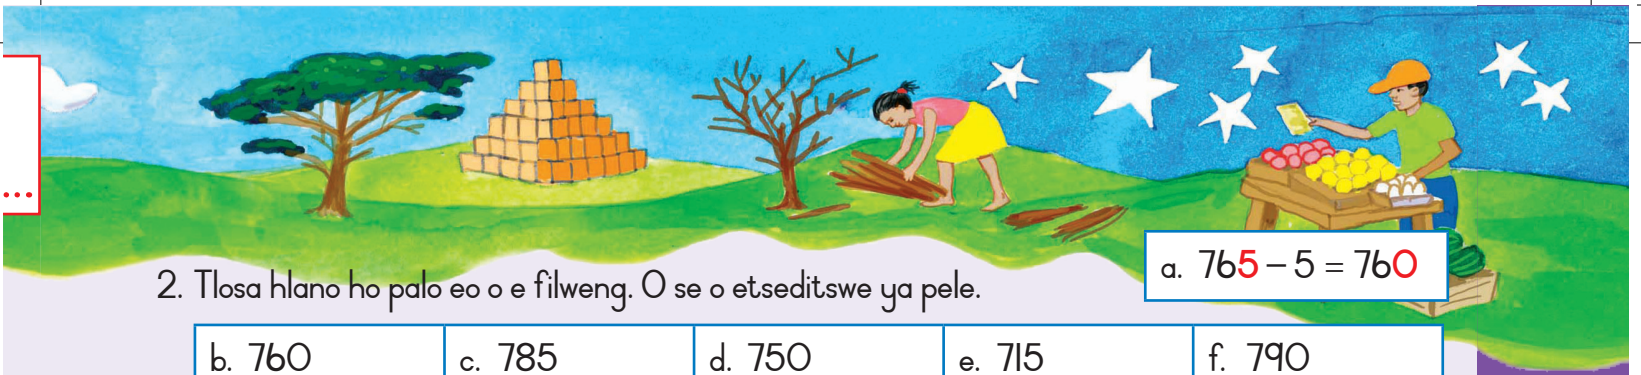 ...
a. 765 – 5 = 760
2. Tlosa hlano ho palo eo o e filweng. O se o etseditswe ya pele.
b. 760
c. 785
d. 750
e. 715
f. 790